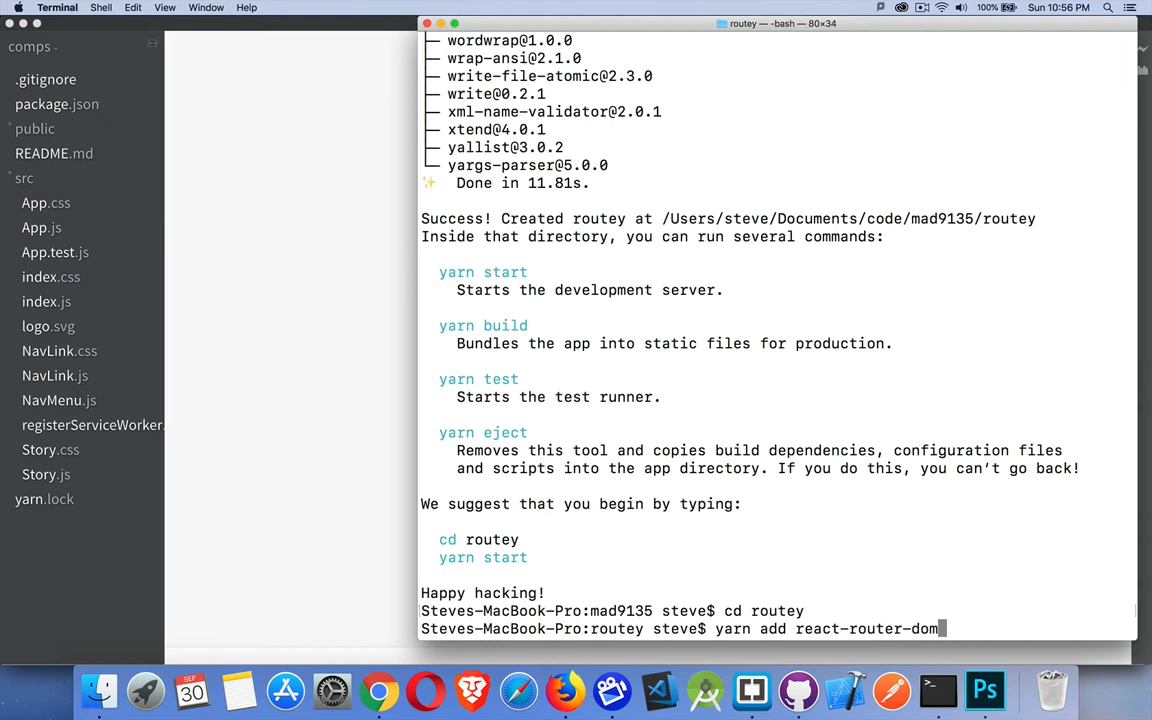 Terminal Shell Edit View Window Help 100% Sun 10:56 PM
routey — -bash — 80×34
comps
.gitignore
package.json
public
README.md
src
App.css
App.js
App.test.js
index.css
index.js
logo.svg
NavLink.css
NavLink.js
NavMenu.js
registerServiceWorker.
Story.css
Story.js
yarn.lock
├─ wordwrap@1.0.0
├─ wrap-ansi@2.1.0
├─ write-file-atomic@2.3.0
├─ write@0.2.1
├─ xml-name-validator@2.0.1
├─ xtend@4.0.1
├─ yallist@3.0.2
└─ yargs-parser@5.0.0
✨ Done in 11.81s.
Success! Created routey at /Users/steve/Documents/code/mad9135/routey
Inside that directory, you can run several commands:
yarn start
Starts the development server.
yarn build
Bundles the app into static files for production.
yarn test
Starts the test runner.
yarn eject
Removes this tool and copies build dependencies, configuration files
and scripts into the app directory. If you do this, you can’t go back!
We suggest that you begin by typing:
cd routey
yarn start
Happy hacking!
Steves-MacBook-Pro:mad9135 steve$ cd routey
Steves-MacBook-Pro:routey steve$ yarn add react-router-dom
SEP
30
>_
Ps